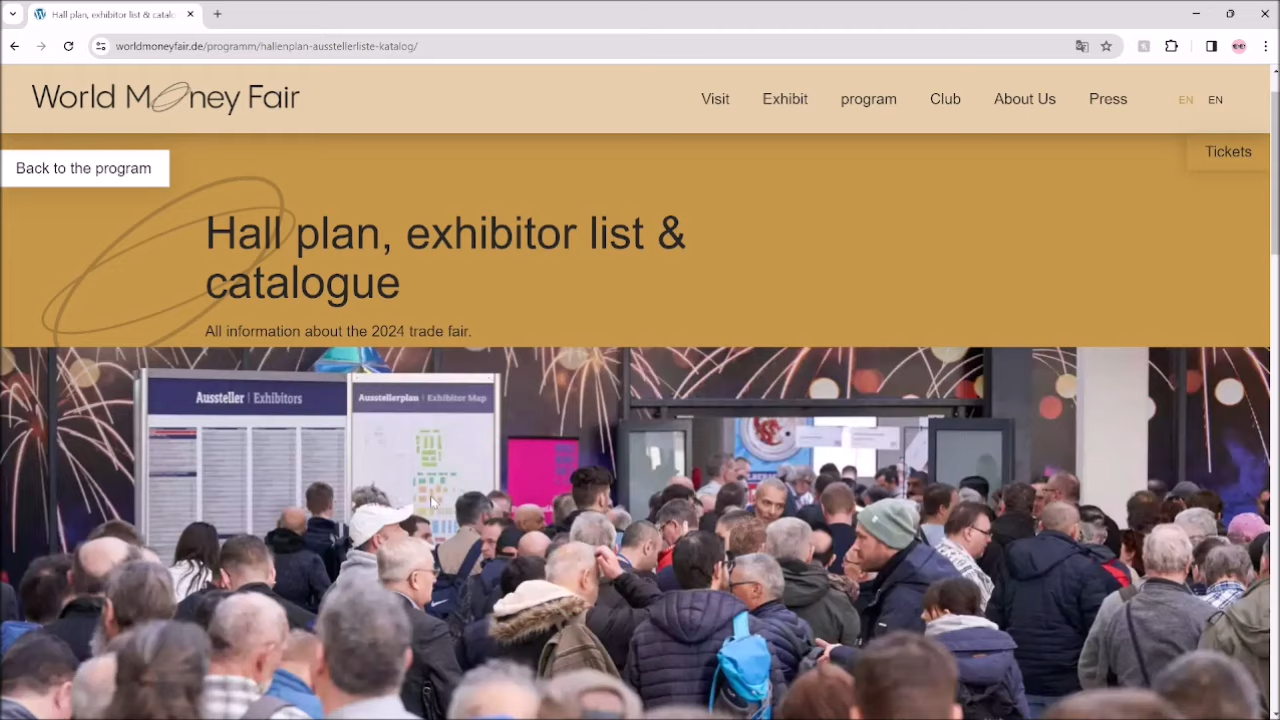 Hall plan, exhibitor list & catalo
worldmoneyfair.de/programm/hallenplan-ausstellerliste-katalog/
World Money Fair
Visit
Exhibit
program
Club
About Us
Press
EN
EN
Back to the program
Tickets
Hall plan, exhibitor list &
catalogue
All information about the 2024 trade fair.
Aussteller | Exhibitors
Ausstellerplan | Exhibitor Map